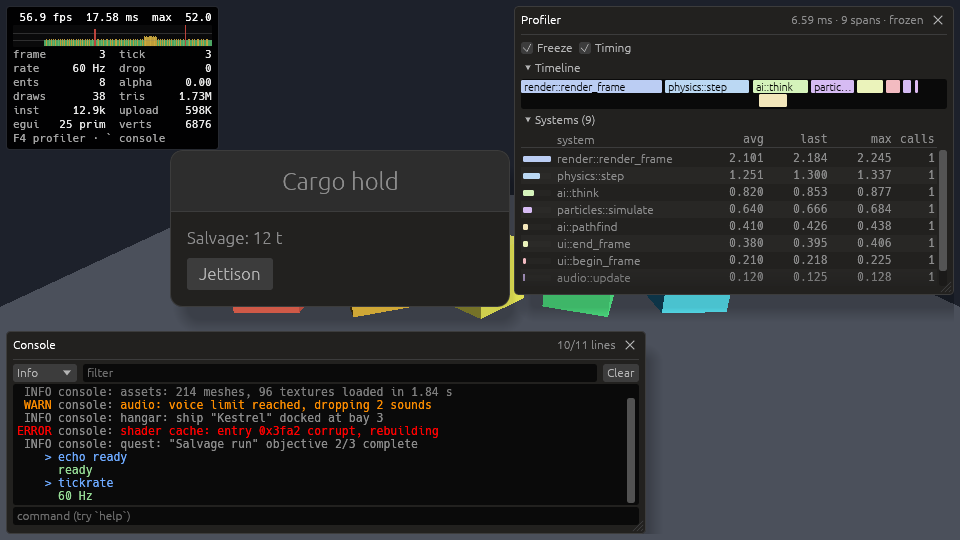 56.9 fps 17.58 ms max 52.0
frame 3 tick 3
rate 60 Hz drop 0
ents 8 alpha 0.00
draws 38 tris 1.73M
inst 12.9k upload 598K
egui 25 prim verts 6876
F4 profiler · ` console
Profiler 6.59 ms · 9 spans · frozen
Freeze Timing
Timeline
render::render_frame physics::step ai::think partic…
Systems (9)
system avg last max calls
render::render_frame 2.101 2.184 2.245 1
physics::step 1.251 1.300 1.337 1
ai::think 0.820 0.853 0.877 1
particles::simulate 0.640 0.666 0.684 1
ai::pathfind 0.410 0.426 0.438 1
ui::end_frame 0.380 0.395 0.406 1
ui::begin_frame 0.210 0.218 0.225 1
audio::update 0.120 0.125 0.128 1
Cargo hold
Salvage: 12 t
Jettison
Console 10/11 lines
Info filter Clear
INFO console: assets: 214 meshes, 96 textures loaded in 1.84 s
WARN console: audio: voice limit reached, dropping 2 sounds
INFO console: hangar: ship "Kestrel" docked at bay 3
ERROR console: shader cache: entry 0x3fa2 corrupt, rebuilding
INFO console: quest: "Salvage run" objective 2/3 complete
> echo ready
ready
> tickrate
60 Hz
command (try `help`)